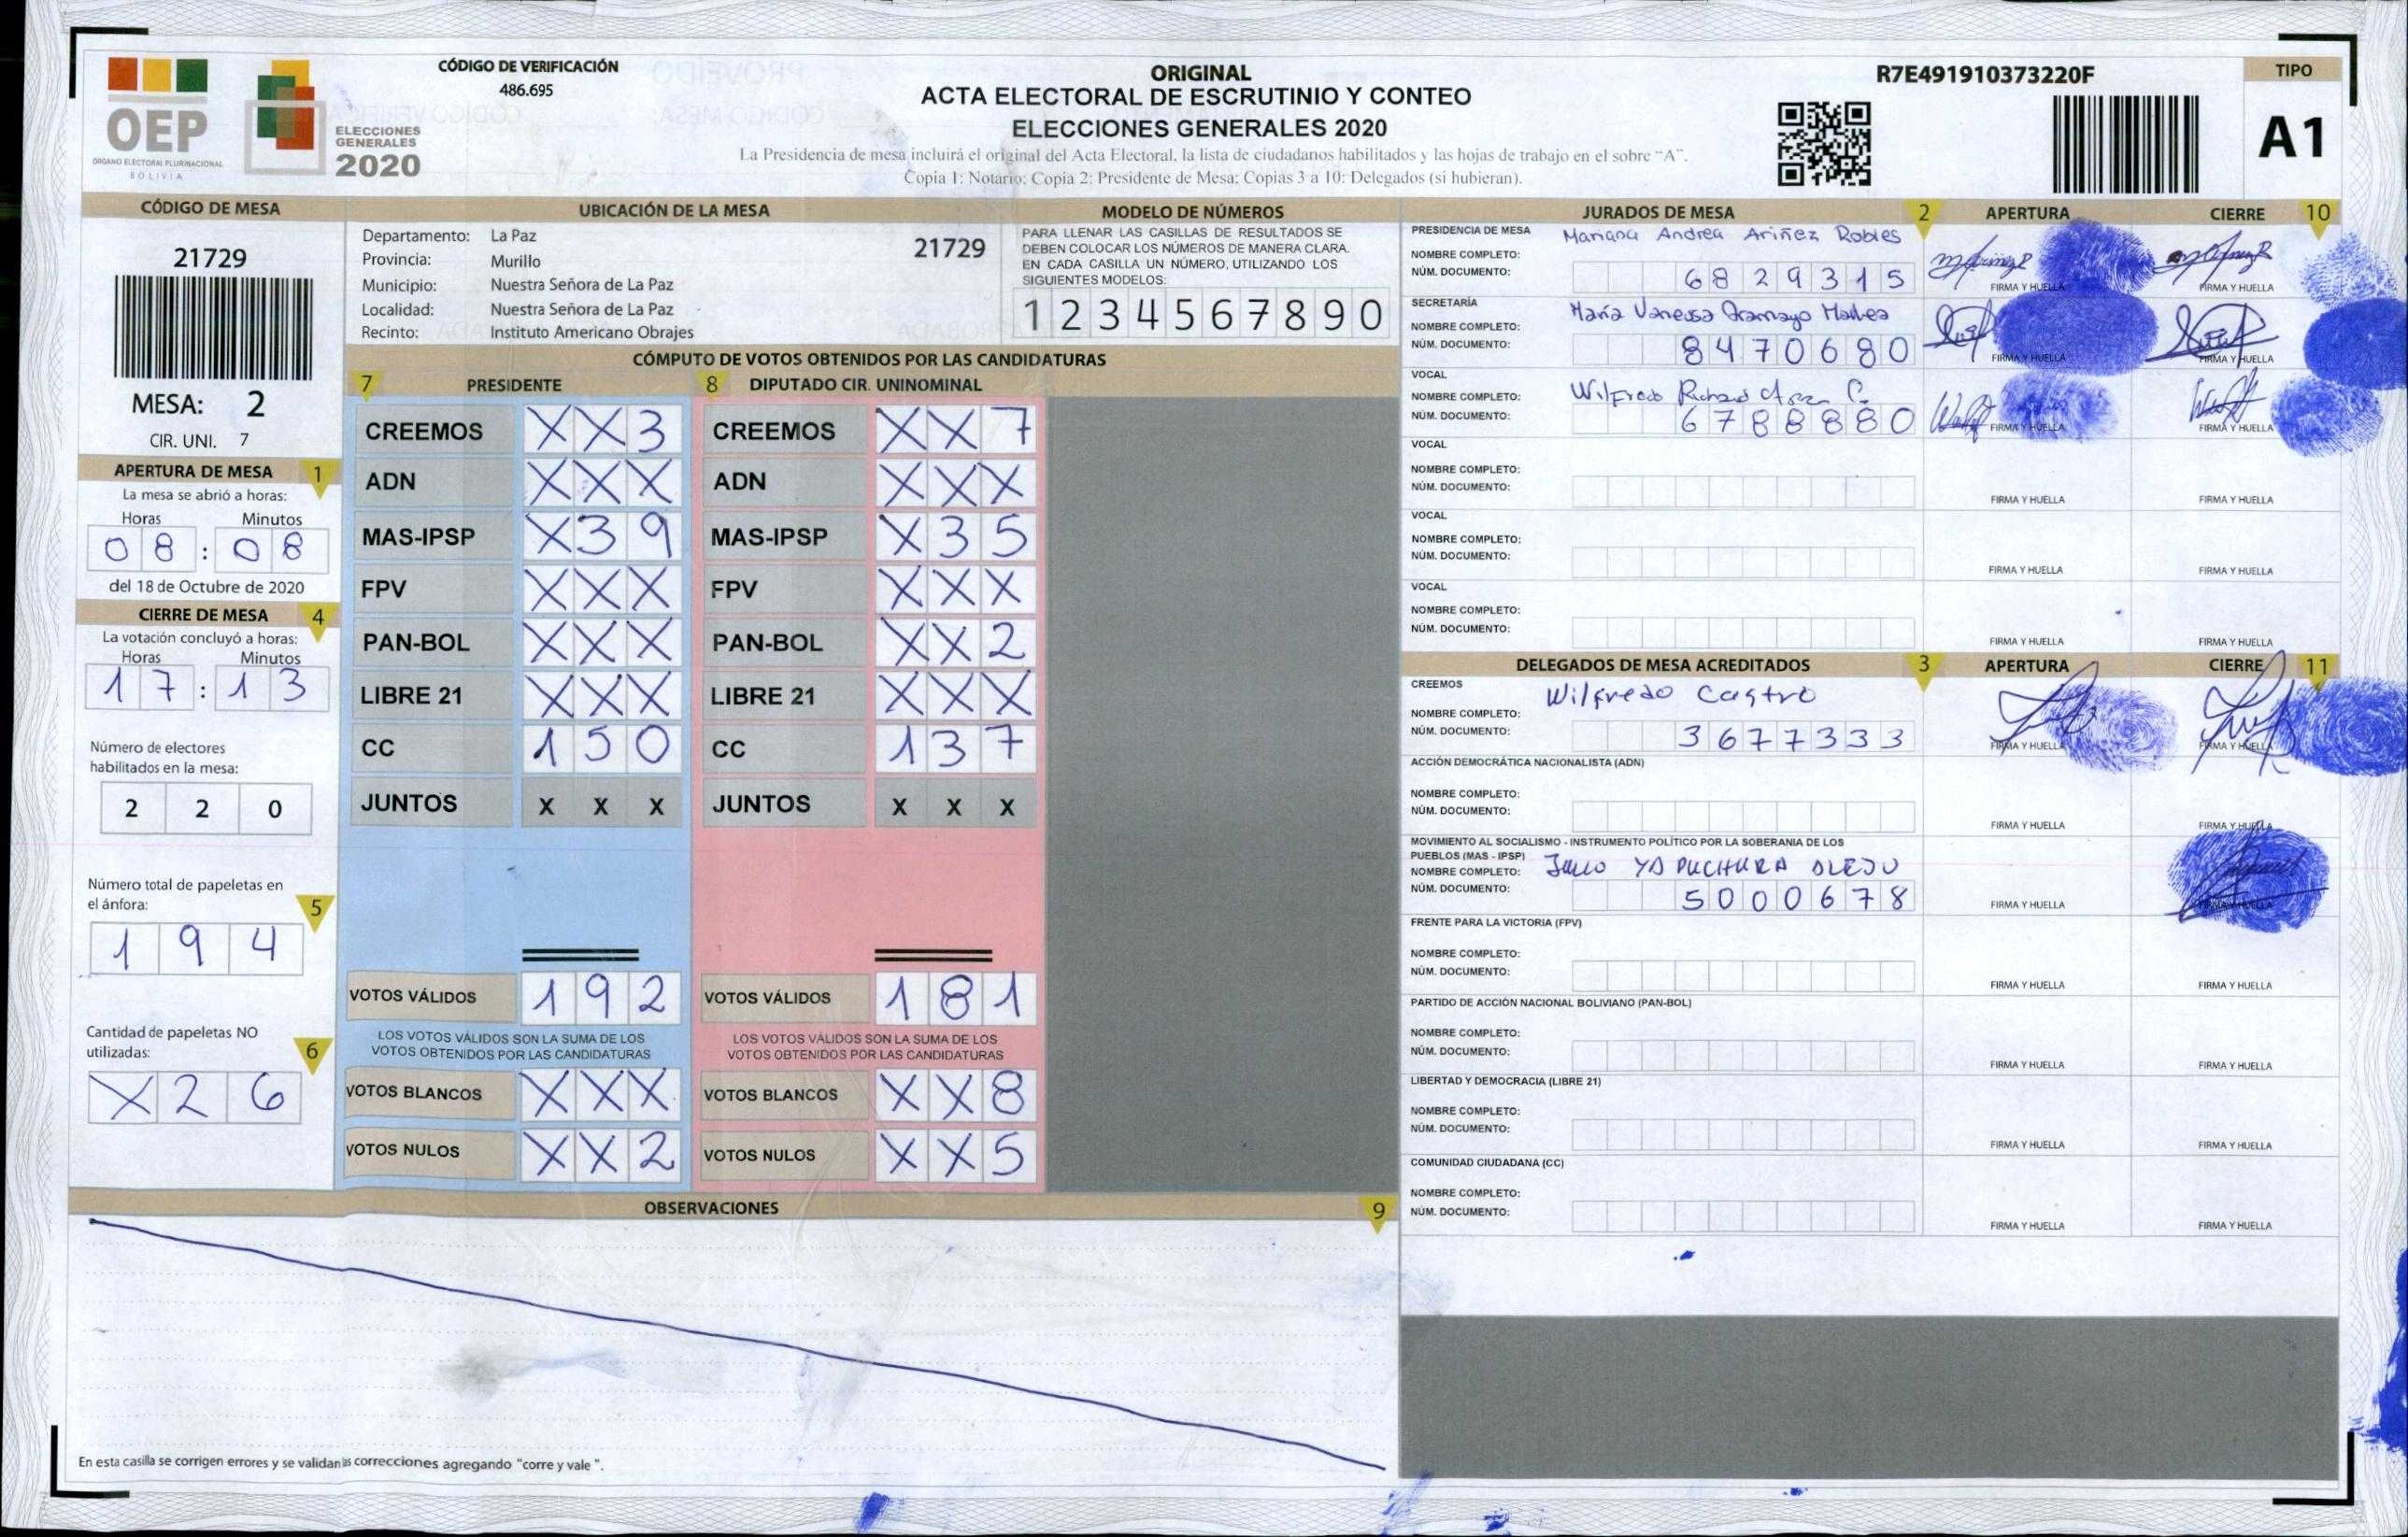 OEP
ÓRGANO ELECTORAL PLURINACIONAL
BOLIVIA
ELECCIONES
GENERALES
2020
CÓDIGO DE VERIFICACIÓN
486.695
ORIGINAL
ACTA ELECTORAL DE ESCRUTINIO Y CONTEO
ELECCIONES GENERALES 2020
La Presidencia de mesa incluirá el original del Acta Electoral, la lista de ciudadanos habilitados y las hojas de trabajo en el sobre "A".
Copia 1: Notario; Copia 2: Presidente de Mesa; Copias 3 a 10: Delegados (si hubieran).
R7E491910373220F
TIPO
A1
CÓDIGO DE MESA
21729
MESA: 2
CIR. UNI. 7
APERTURA DE MESA 1
La mesa se abrió a horas:
Horas Minutos
08 : 08
del 18 de Octubre de 2020
CIERRE DE MESA 4
La votación concluyó a horas:
Horas Minutos
17 : 13
Número de electores
habilitados en la mesa:
2 2 0
Número total de papeletas en
el ánfora: 5
1 9 4
Cantidad de papeletas NO
utilizadas: 6
X 2 6
UBICACIÓN DE LA MESA
Departamento: La Paz 21729
Provincia: Murillo
Municipio: Nuestra Señora de La Paz
Localidad: Nuestra Señora de La Paz
Recinto: Instituto Americano Obrajes
MODELO DE NÚMEROS
PARA LLENAR LAS CASILLAS DE RESULTADOS SE
DEBEN COLOCAR LOS NÚMEROS DE MANERA CLARA.
EN CADA CASILLA UN NÚMERO, UTILIZANDO LOS
SIGUIENTES MODELOS:
1 2 3 4 5 6 7 8 9 0
CÓMPUTO DE VOTOS OBTENIDOS POR LAS CANDIDATURAS
7 PRESIDENTE 8 DIPUTADO CIR. UNINOMINAL
CREEMOS X X 3 CREEMOS X X 7
ADN X X X ADN X X X
MAS-IPSP X 3 9 MAS-IPSP X 3 5
FPV X X X FPV X X X
PAN-BOL X X X PAN-BOL X X 2
LIBRE 21 X X X LIBRE 21 X X X
CC 1 5 0 CC 1 3 7
JUNTOS X X X JUNTOS X X X
VOTOS VÁLIDOS 1 9 2 VOTOS VÁLIDOS 1 8 1
LOS VOTOS VÁLIDOS SON LA SUMA DE LOS LOS VOTOS VÁLIDOS SON LA SUMA DE LOS
VOTOS OBTENIDOS POR LAS CANDIDATURAS VOTOS OBTENIDOS POR LAS CANDIDATURAS
VOTOS BLANCOS X X X VOTOS BLANCOS X X 8
VOTOS NULOS X X 2 VOTOS NULOS X X 5
OBSERVACIONES 9
En esta casilla se corrigen errores y se validan las correcciones agregando "corre y vale ".
JURADOS DE MESA 2 APERTURA CIERRE 10
PRESIDENCIA DE MESA Mariana Andrea Ariñez Robles
NOMBRE COMPLETO:
NÚM. DOCUMENTO: 6829315 FIRMA Y HUELLA FIRMA Y HUELLA
SECRETARÍA María Vanessa Aramayo
NOMBRE COMPLETO:
NÚM. DOCUMENTO: 8470680 FIRMA Y HUELLA FIRMA Y HUELLA
VOCAL
NOMBRE COMPLETO: Wilfredo Richard
NÚM. DOCUMENTO: 6788880 FIRMA Y HUELLA FIRMA Y HUELLA
VOCAL
NOMBRE COMPLETO:
NÚM. DOCUMENTO: FIRMA Y HUELLA FIRMA Y HUELLA
VOCAL
NOMBRE COMPLETO:
NÚM. DOCUMENTO: FIRMA Y HUELLA FIRMA Y HUELLA
VOCAL
NOMBRE COMPLETO:
NÚM. DOCUMENTO: FIRMA Y HUELLA FIRMA Y HUELLA
DELEGADOS DE MESA ACREDITADOS 3 APERTURA CIERRE 11
CREEMOS Wilfredo Castro
NOMBRE COMPLETO:
NÚM. DOCUMENTO: 3677333 FIRMA Y HUELLA FIRMA Y HUELLA
ACCIÓN DEMOCRÁTICA NACIONALISTA (ADN)
NOMBRE COMPLETO:
NÚM. DOCUMENTO: FIRMA Y HUELLA FIRMA Y HUELLA
MOVIMIENTO AL SOCIALISMO - INSTRUMENTO POLÍTICO POR LA SOBERANIA DE LOS
PUEBLOS (MAS - IPSP)
NOMBRE COMPLETO: YAPUCHURA
NÚM. DOCUMENTO: 5000678 FIRMA Y HUELLA FIRMA Y HUELLA
FRENTE PARA LA VICTORIA (FPV)
NOMBRE COMPLETO:
NÚM. DOCUMENTO: FIRMA Y HUELLA FIRMA Y HUELLA
PARTIDO DE ACCIÓN NACIONAL BOLIVIANO (PAN-BOL)
NOMBRE COMPLETO:
NÚM. DOCUMENTO: FIRMA Y HUELLA FIRMA Y HUELLA
LIBERTAD Y DEMOCRACIA (LIBRE 21)
NOMBRE COMPLETO:
NÚM. DOCUMENTO: FIRMA Y HUELLA FIRMA Y HUELLA
COMUNIDAD CIUDADANA (CC)
NOMBRE COMPLETO:
NÚM. DOCUMENTO: FIRMA Y HUELLA FIRMA Y HUELLA